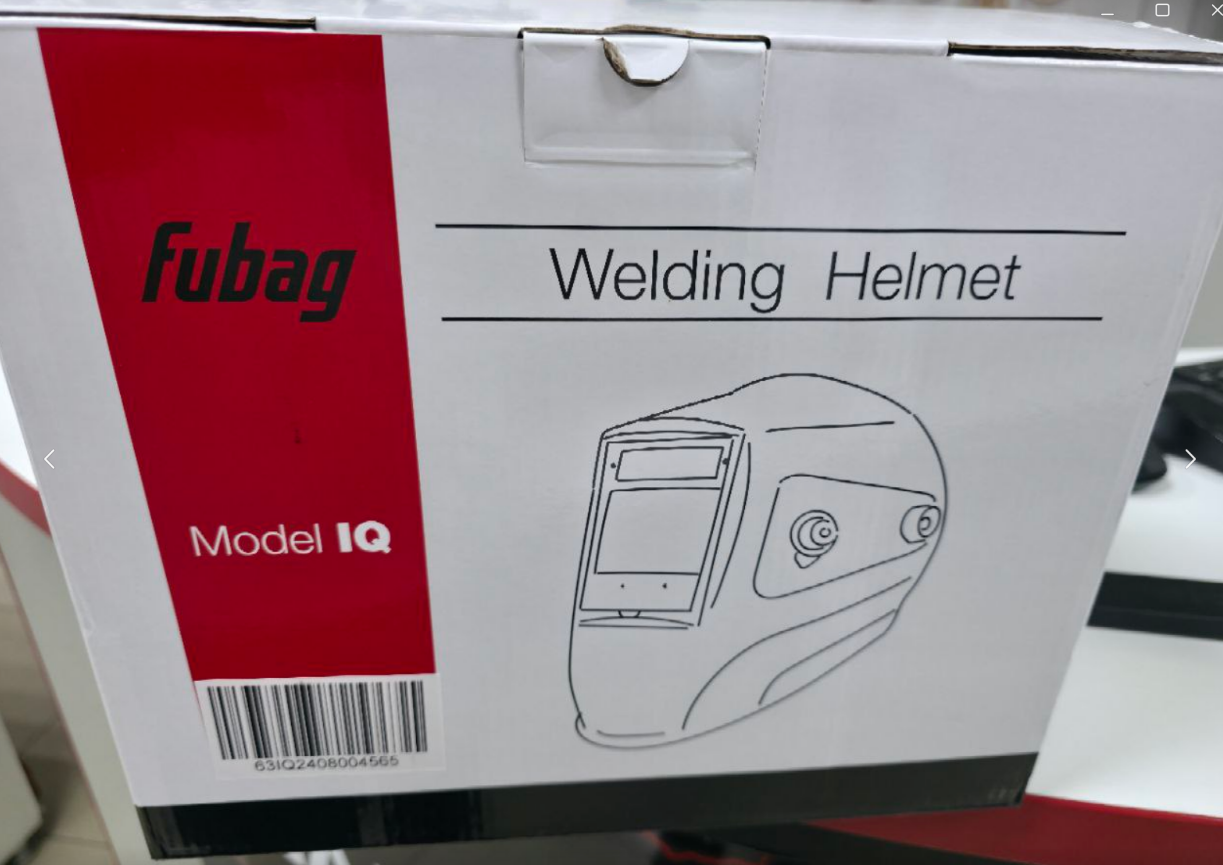 fubag
Welding Helmet
Model IQ
63IQ2408004565